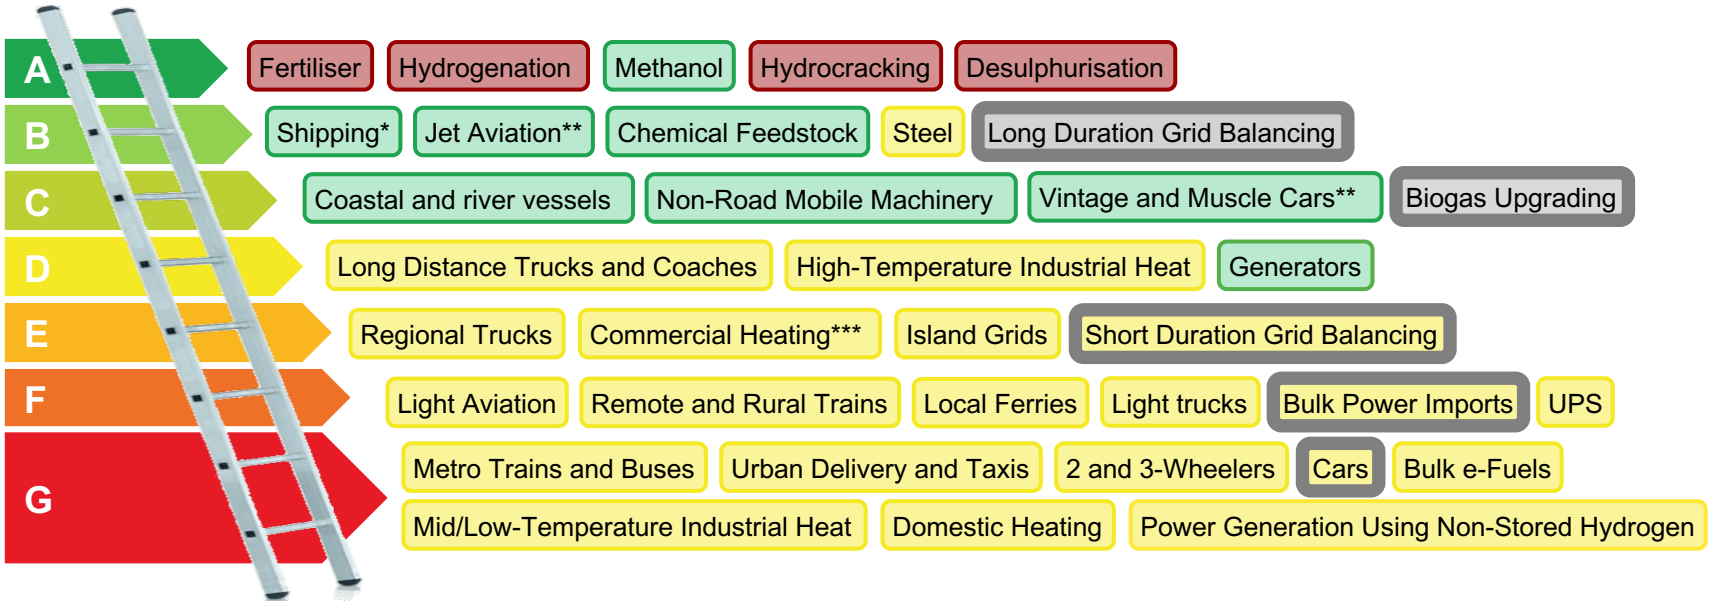 A Fertiliser Hydrogenation Methanol Hydrocracking Desulphurisation
B Shipping* Jet Aviation** Chemical Feedstock Steel Long Duration Grid Balancing
C Coastal and river vessels Non-Road Mobile Machinery Vintage and Muscle Cars** Biogas Upgrading
D Long Distance Trucks and Coaches High-Temperature Industrial Heat Generators
E Regional Trucks Commercial Heating*** Island Grids Short Duration Grid Balancing
F Light Aviation Remote and Rural Trains Local Ferries Light trucks Bulk Power Imports UPS
G Metro Trains and Buses Urban Delivery and Taxis 2 and 3-Wheelers Cars Bulk e-Fuels
Mid/Low-Temperature Industrial Heat Domestic Heating Power Generation Using Non-Stored Hydrogen